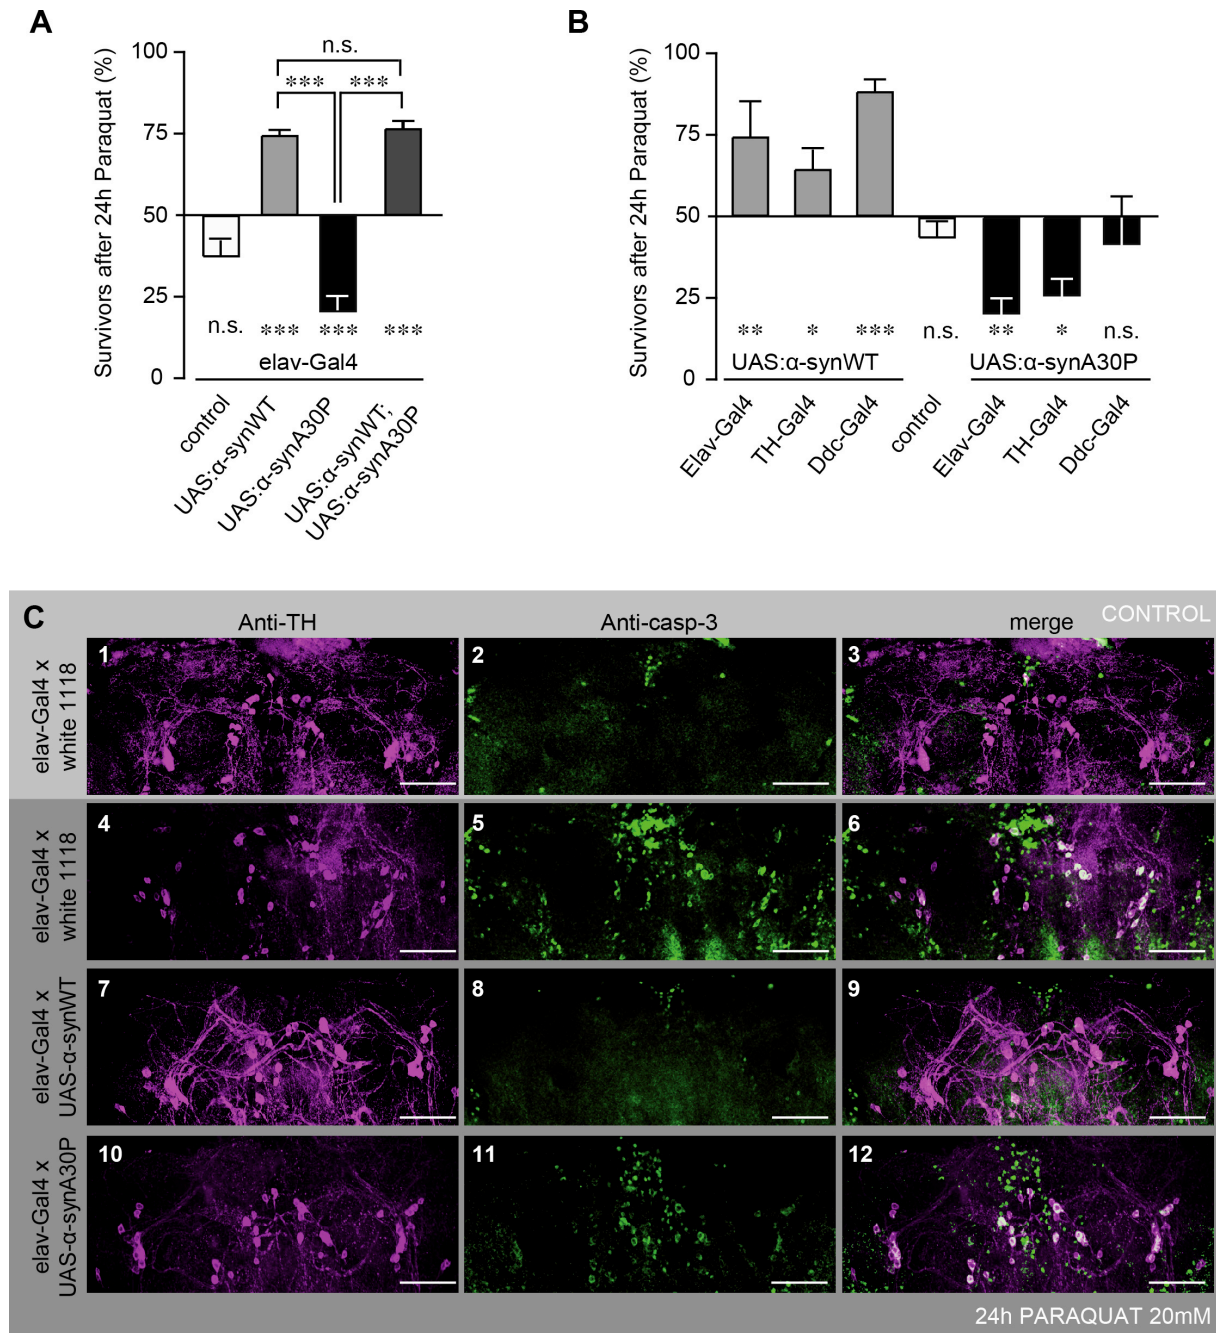 A
Survivors after 24h Paraquat (%)
100
75
50
25
0
n.s.
*** ***
n.s. *** *** ***
elav-Gal4
control
UAS:α-synWT
UAS:α-synA30P
UAS:α-synWT;
UAS:α-synA30P
B
Survivors after 24h Paraquat (%)
100
75
50
25
0
** * *** n.s. ** * n.s.
UAS:α-synWT
UAS:α-synA30P
Elav-Gal4
TH-Gal4
Ddc-Gal4
control
Elav-Gal4
TH-Gal4
Ddc-Gal4
C
Anti-TH
Anti-casp-3
merge
CONTROL
elav-Gal4 x
white 1118
1
2
3
elav-Gal4 x
white 1118
4
5
6
elav-Gal4 x
UAS-α-synWT
7
8
9
elav-Gal4 x
UAS-α-synA30P
10
11
12
24h PARAQUAT 20mM